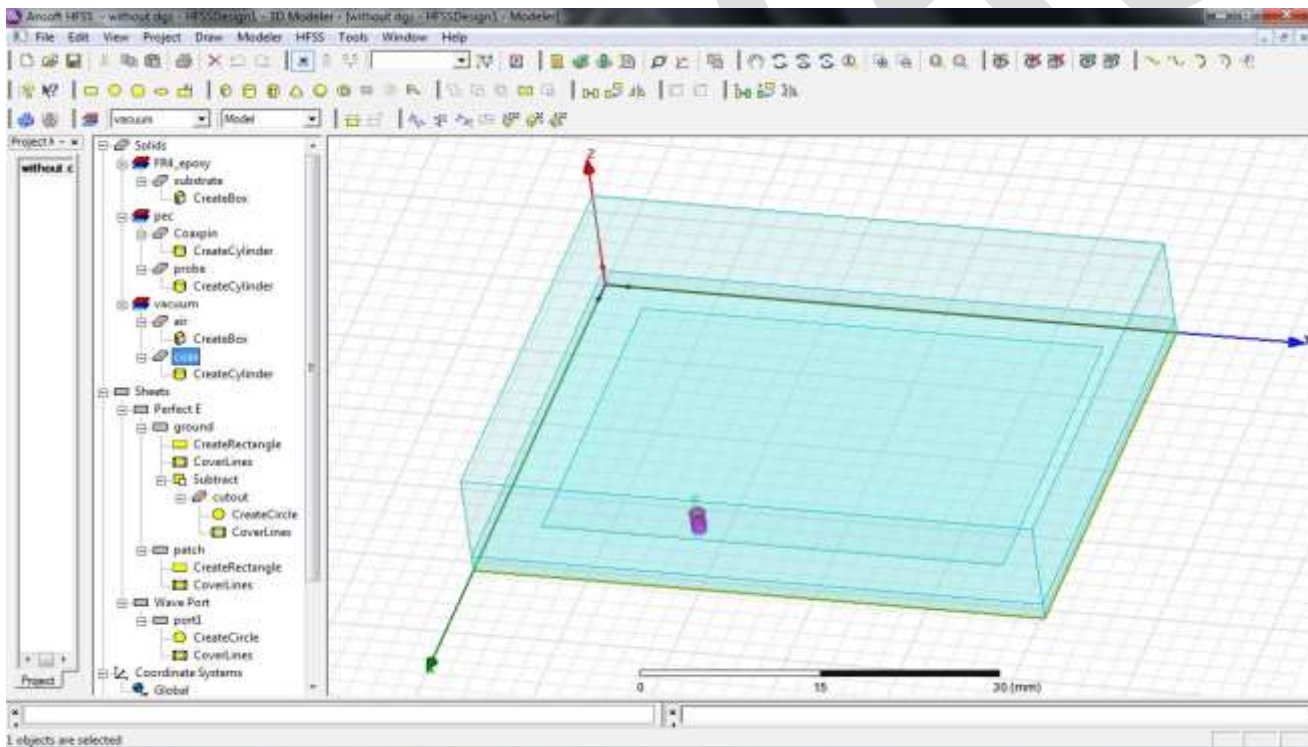 Ansoft HFSS - without dgs - HFSSDesign1 - 3D Modeler - [without dgs - HFSSDesign1 - Modeler]
File Edit View Project Draw Modeler HFSS Tools Window Help
vacuum Model
Project
without
Solids
FR4_epoxy
substrate
CreateBox
pec
Coaxpin
CreateCylinder
probe
CreateCylinder
vacuum
air
CreateBox
coax
CreateCylinder
Sheets
Perfect E
ground
CreateRectangle
CoverLines
Subtract
cutout
CreateCircle
CoverLines
patch
CreateRectangle
CoverLines
Wave Port
port1
CreateCircle
CoverLines
Coordinate Systems
Global
Project
Z
0 15 30 (mm)
1 objects are selected